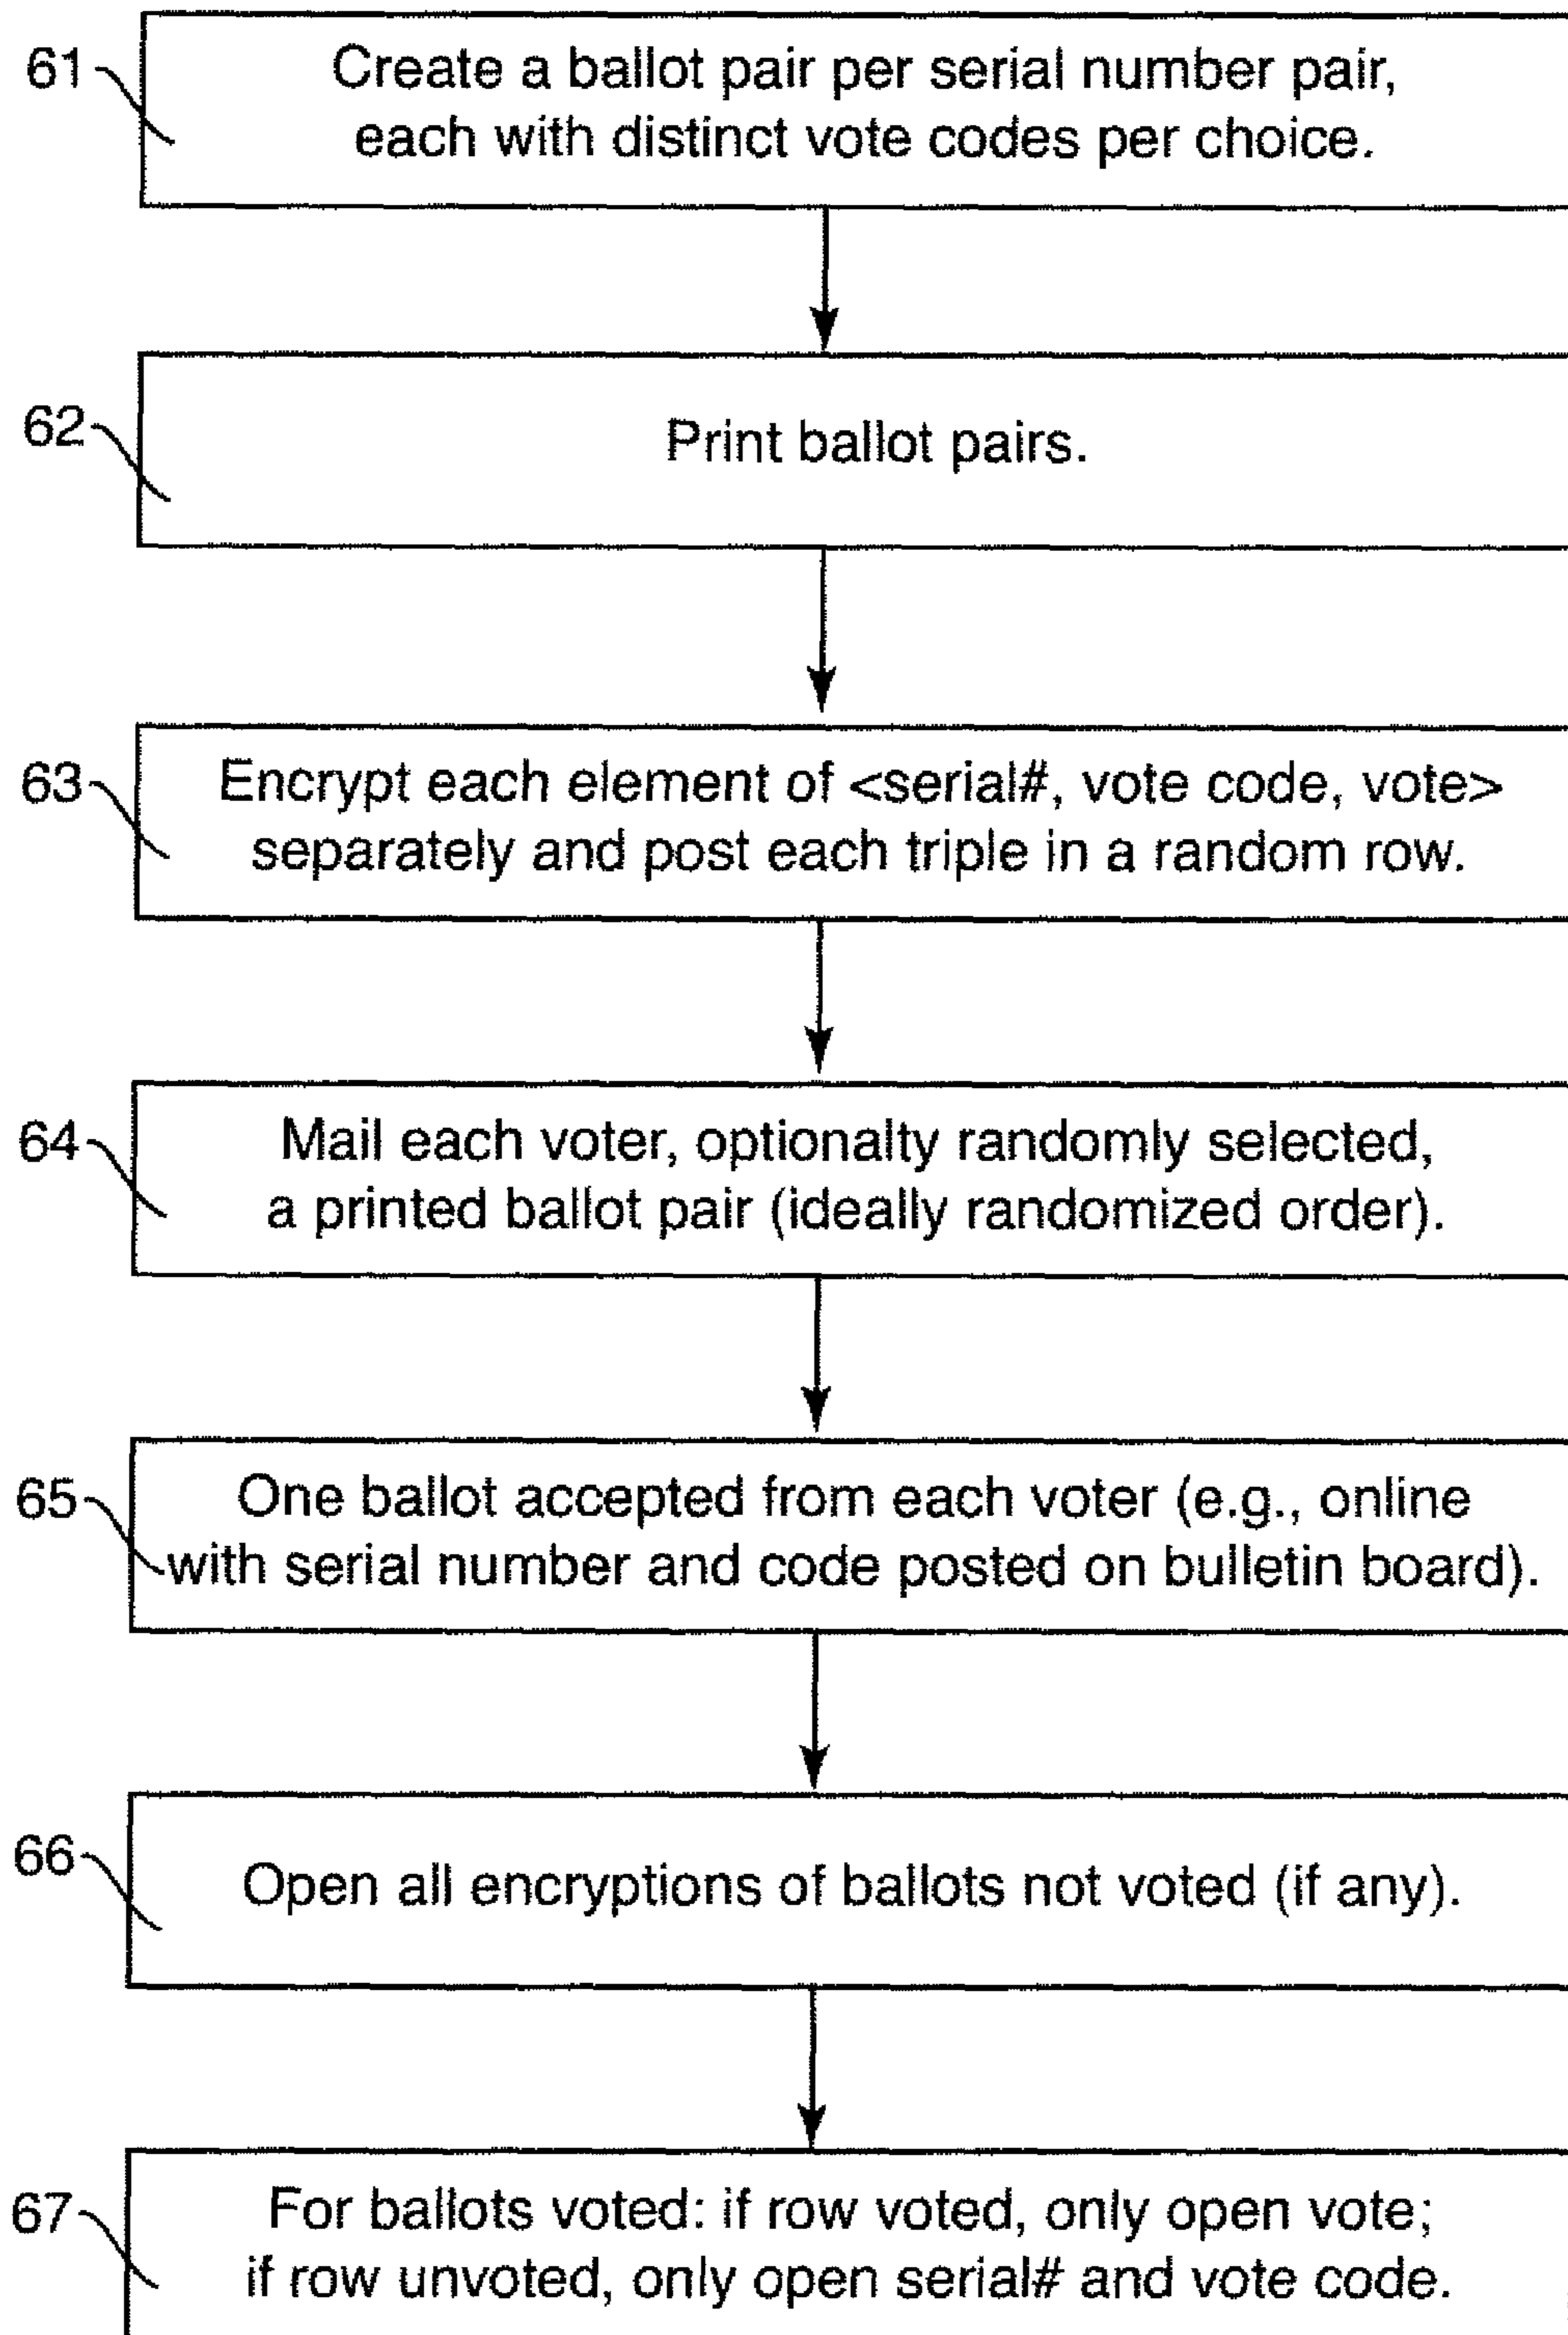 61
Create a ballot pair per serial number pair,
each with distinct vote codes per choice.
62
Print ballot pairs.
63
Encrypt each element of <serial#, vote code, vote>
separately and post each triple in a random row.
64
Mail each voter, optionalty randomly selected,
a printed ballot pair (ideally randomized order).
65
One ballot accepted from each voter (e.g., online
with serial number and code posted on bulletin board).
66
Open all encryptions of ballots not voted (if any).
67
For ballots voted: if row voted, only open vote;
if row unvoted, only open serial# and vote code.